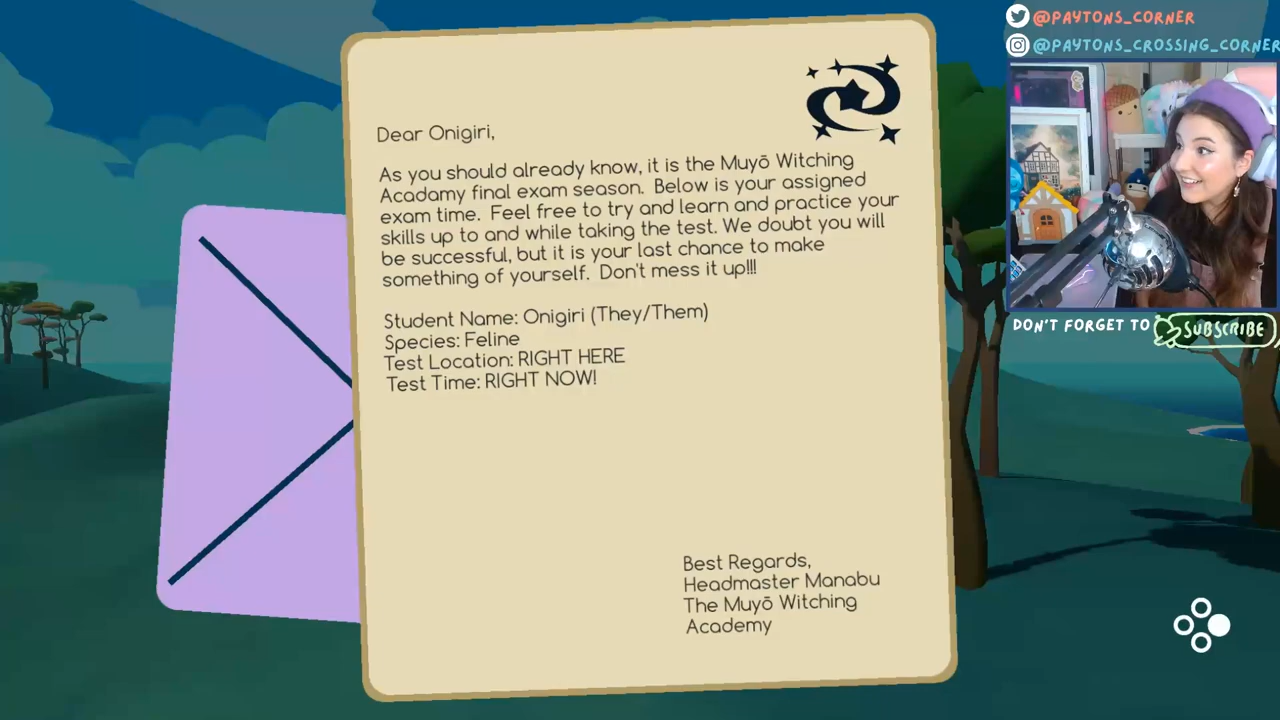 @PAYTONS_CORNER
@PAYTONS_CROSSING_CORNER
Dear Onigiri,
As you should already know, it is the Muyō Witching
Acadamy final exam season. Below is your assigned
exam time. Feel free to try and learn and practice your
skills up to and while taking the test. We doubt you will
be successful, but it is your last chance to make
something of yourself. Don't mess it up!!!
Student Name: Onigiri (They/Them)
Species: Feline
Test Location: RIGHT HERE
Test Time: RIGHT NOW!
Best Regards,
Headmaster Manabu
The Muyō Witching
Academy
DON'T FORGET TO SUBSCRIBE